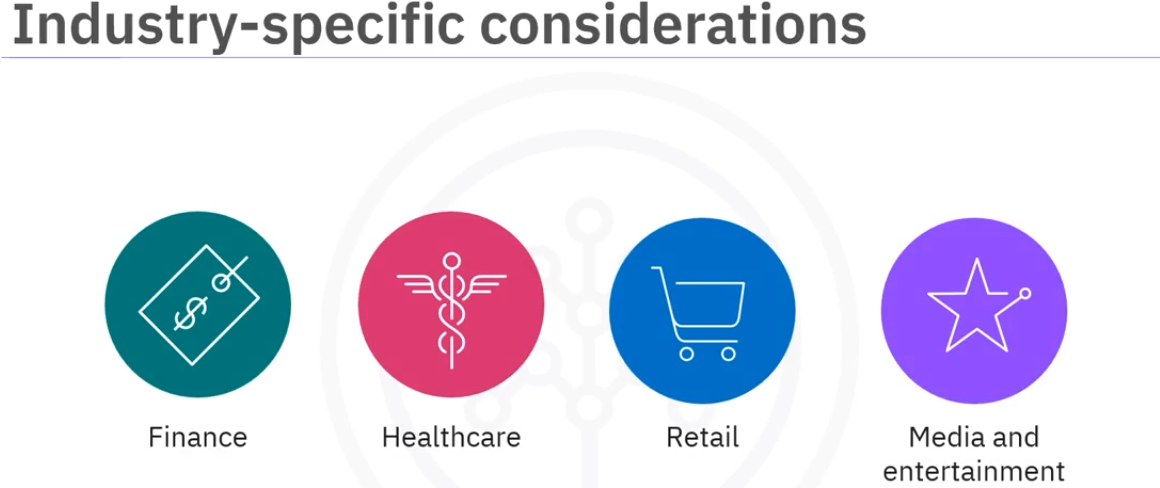 Industry-specific considerations
$
Finance
Healthcare
Retail
Media and
entertainment